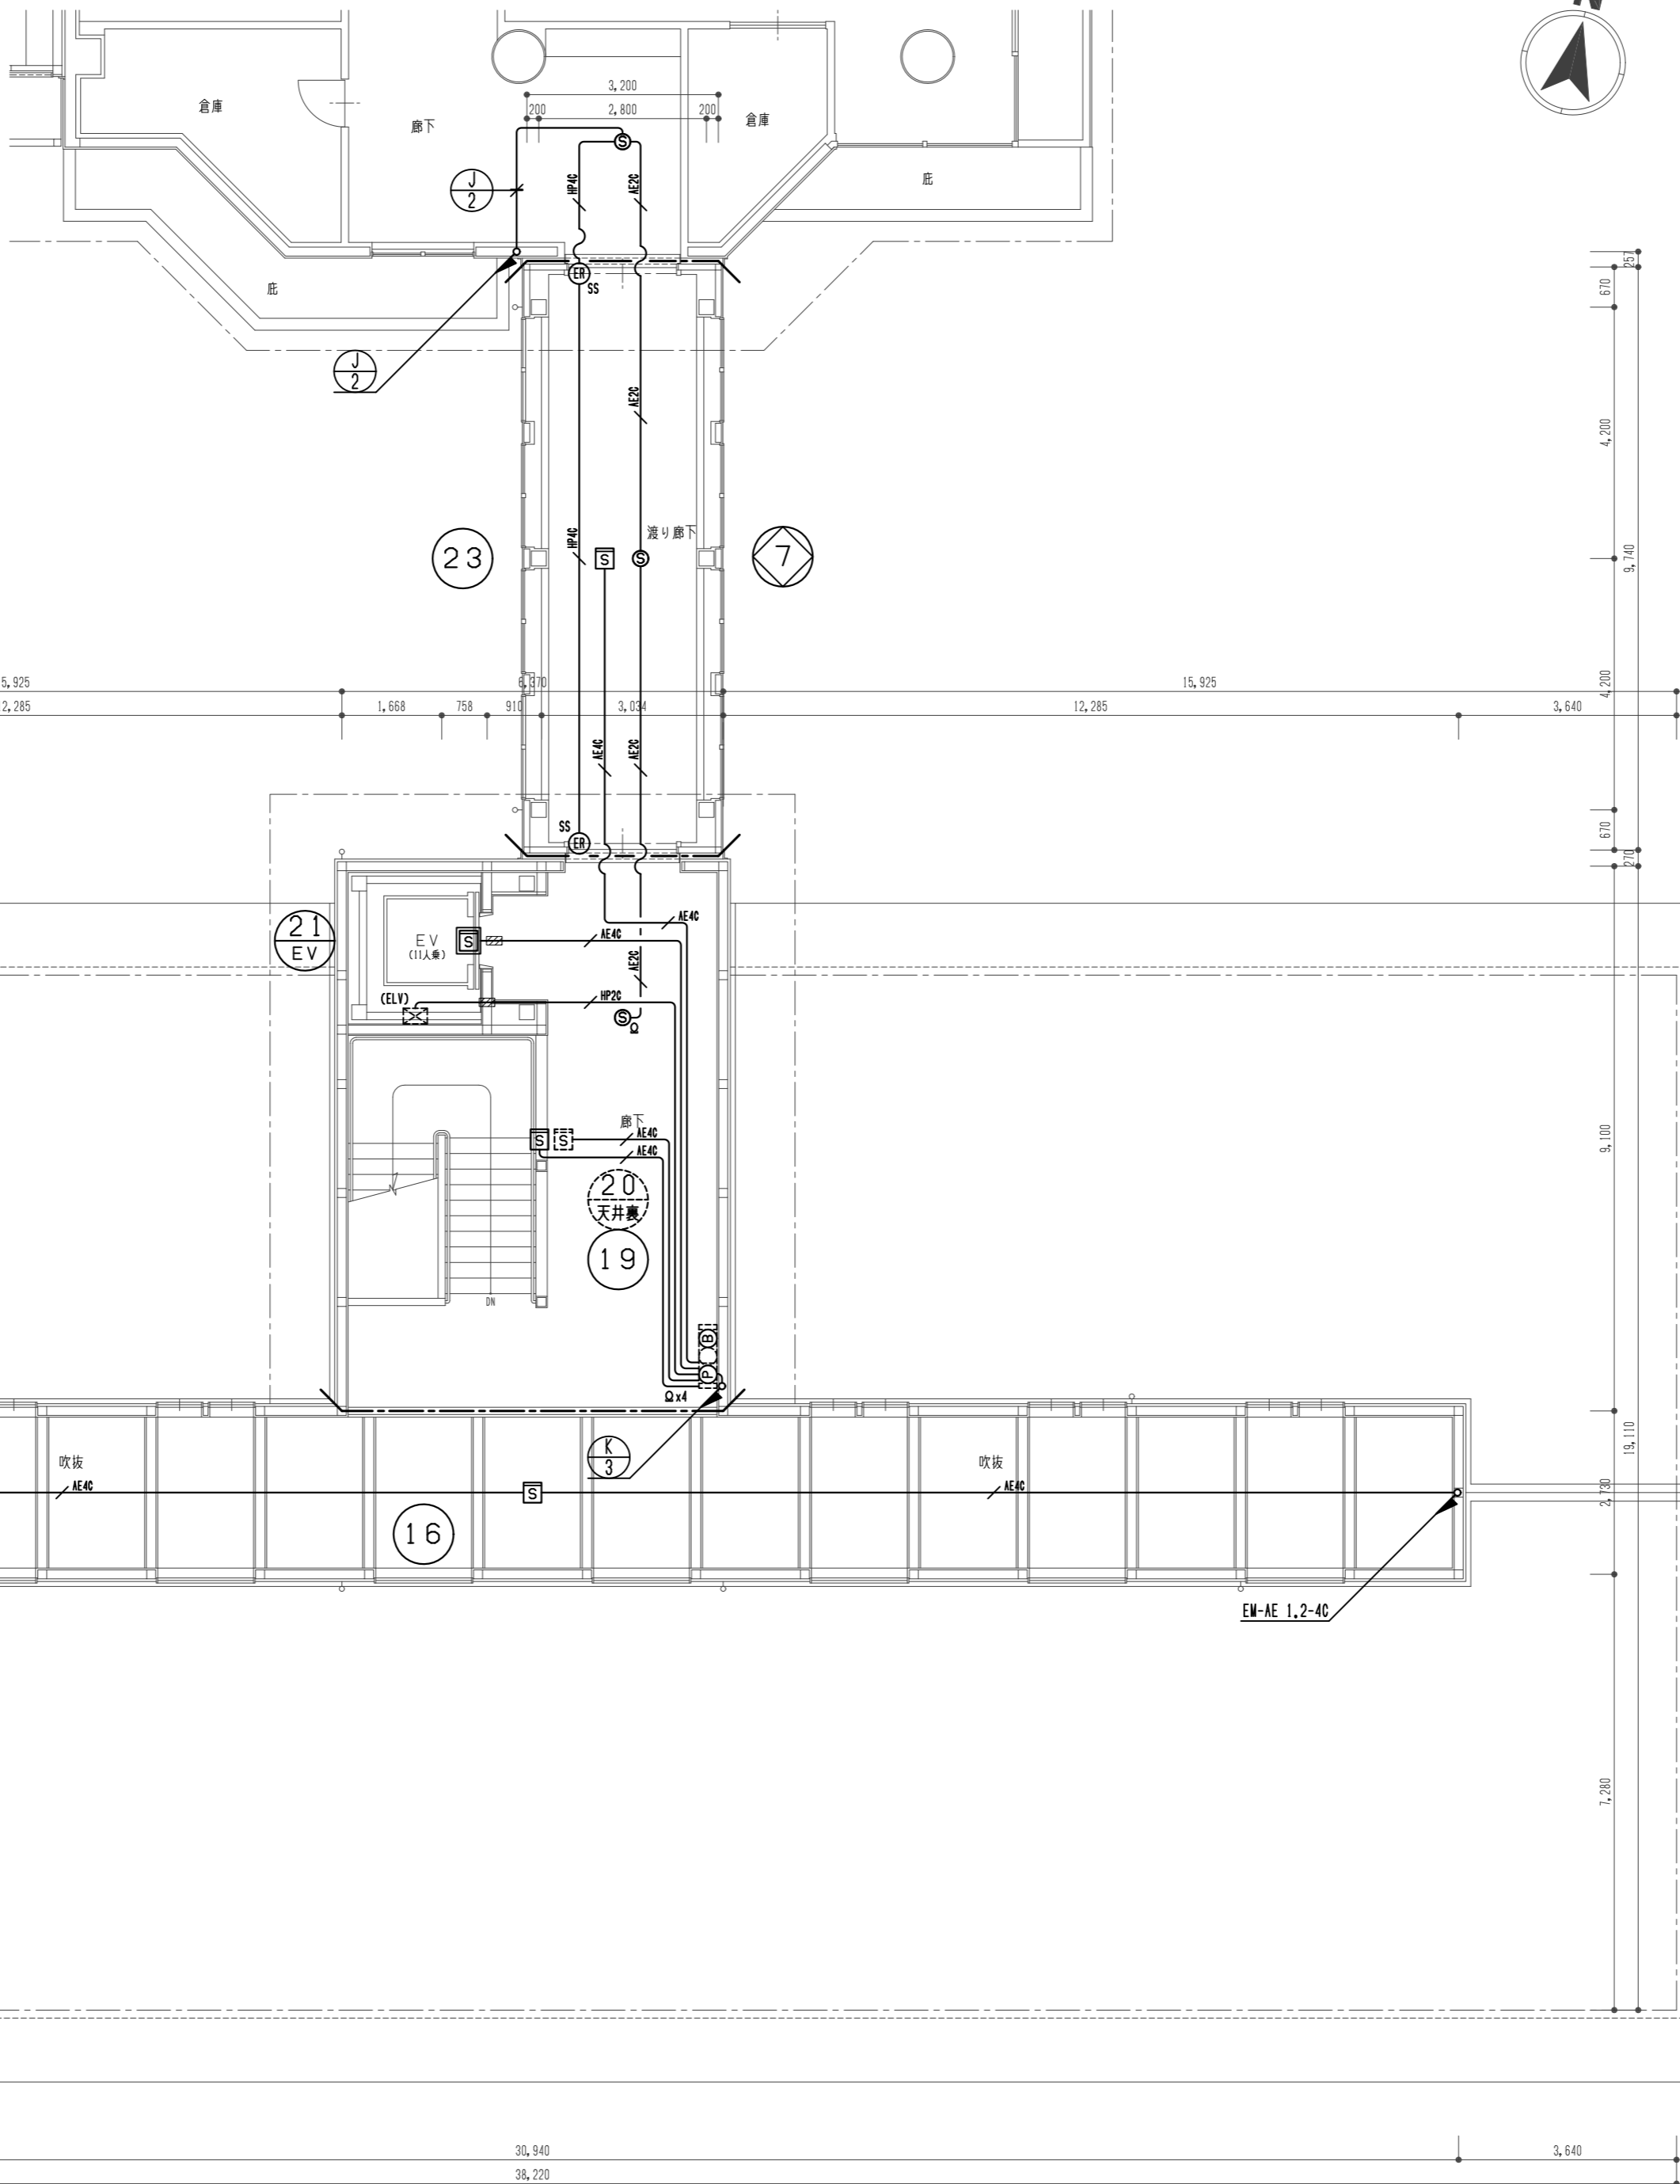 3,200
200
2,800
200
倉庫
廊下
倉庫
庇
庇
S
HP4C
AE2C
J
2
J
2
ER
SS
257
670
4,200
9,740
4,200
670
270
AE2C
HP4C
渡り廊下
23
S
S
7
5,925
6,370
15,925
2,285
1,668
758
910
3,034
12,285
3,640
AE4C
AE2C
SS
ER
AE4C
21
EV
EV
(11人乗)
S
AE4C
AE2C
(ELV)
HP2C
S
Ω
廊下
S
S
AE4C
AE4C
20
天井裏
19
DN
9,100
B
P
Ωx4
K
3
吹抜
AE4C
S
吹抜
AE4C
16
19,110
2,730
EM-AE 1.2-4C
7,280
30,940
3,640
38,220